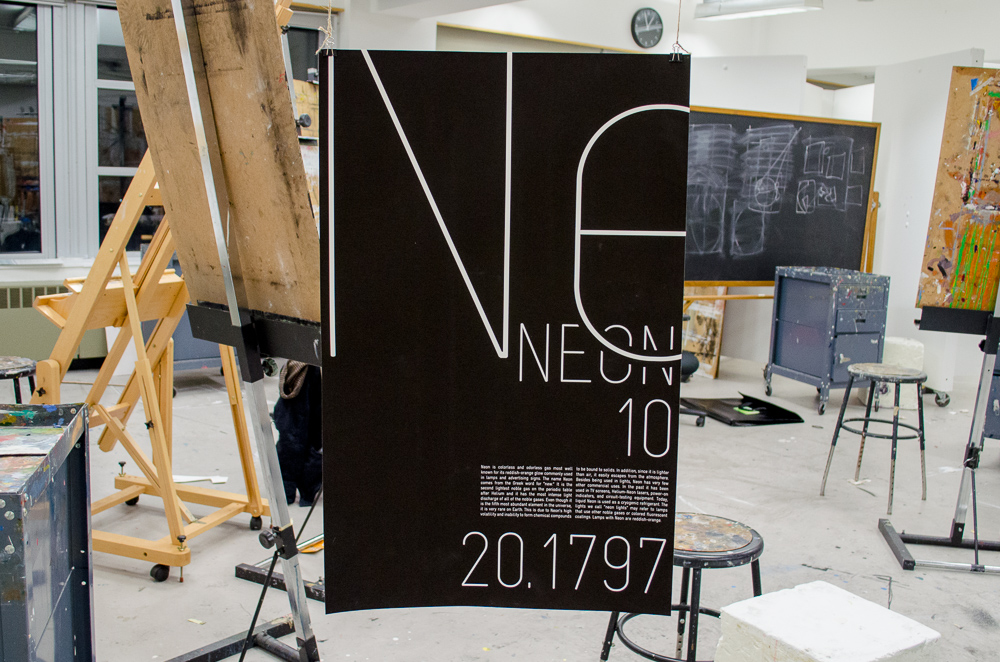 Ne
NEON
10
Neon is colorless and odorless gas most well
known for its reddish-orange glow commonly used
in lamps and advertising signs. The name Neon
comes from the Greek word for "new." It is the
second lightest noble gas on the periodic table
after Helium and it has the most intense light
discharge of all of the noble gases. Even though it
is the fifth most abundant element in the universe,
it is very rare on Earth. This is due to Neon's high
volatility and inability to form chemical compounds
to be bound to solids. In addition, since it is lighter
than air, it easily escapes from the atmosphere.
Besides being used in lights, Neon has very few
other commercial uses. In the past it has been
used in TV screens, Helium-Neon lasers, power-on
indicators, and circuit-testing equipment. Today,
liquid Neon is used as a cryogenic refrigerant. The
lights we call "neon lights" may refer to lamps
that use other noble gases or colored fluorescent
coatings. Lamps with Neon are reddish-orange.
20.1797